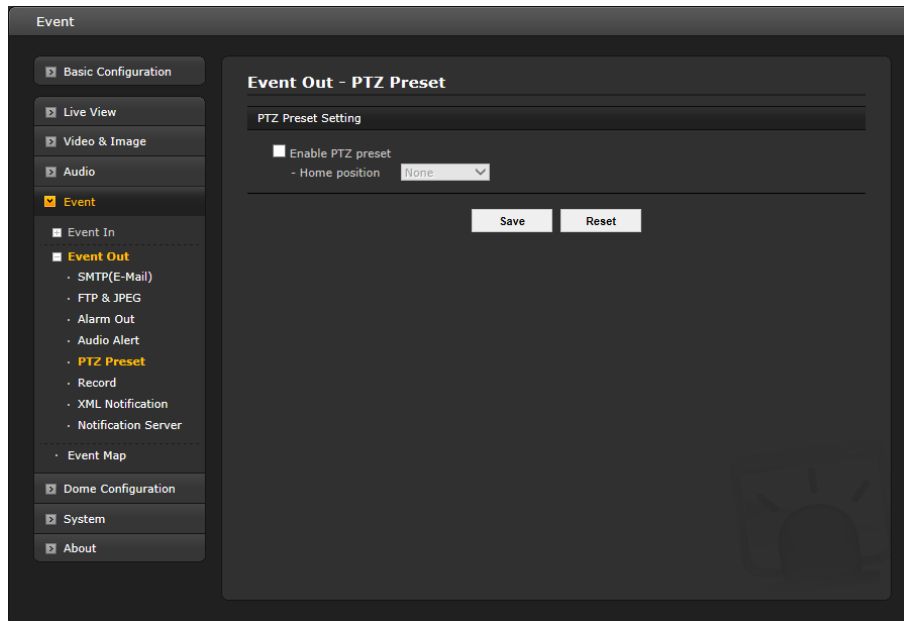 Event
Basic Configuration
Live View
Video & Image
Audio
Event
Event In
Event Out
· SMTP(E-Mail)
· FTP & JPEG
· Alarm Out
· Audio Alert
· PTZ Preset
· Record
· XML Notification
· Notification Server
· Event Map
Dome Configuration
System
About
Event Out - PTZ Preset
PTZ Preset Setting
Enable PTZ preset
- Home position None
Save Reset